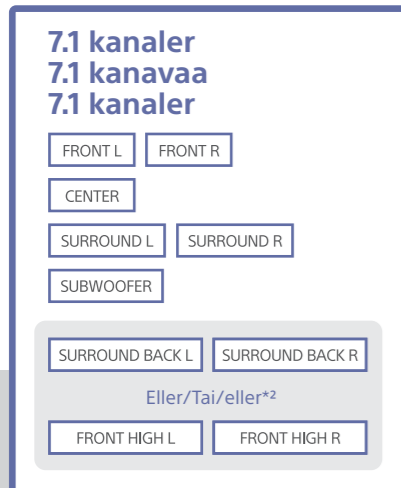 7.1 kanaler
7.1 kanavaa
7.1 kanaler
FRONT L FRONT R
CENTER
SURROUND L SURROUND R
SUBWOOFER
SURROUND BACK L SURROUND BACK R
Eller/Tai/eller*²
FRONT HIGH L FRONT HIGH R